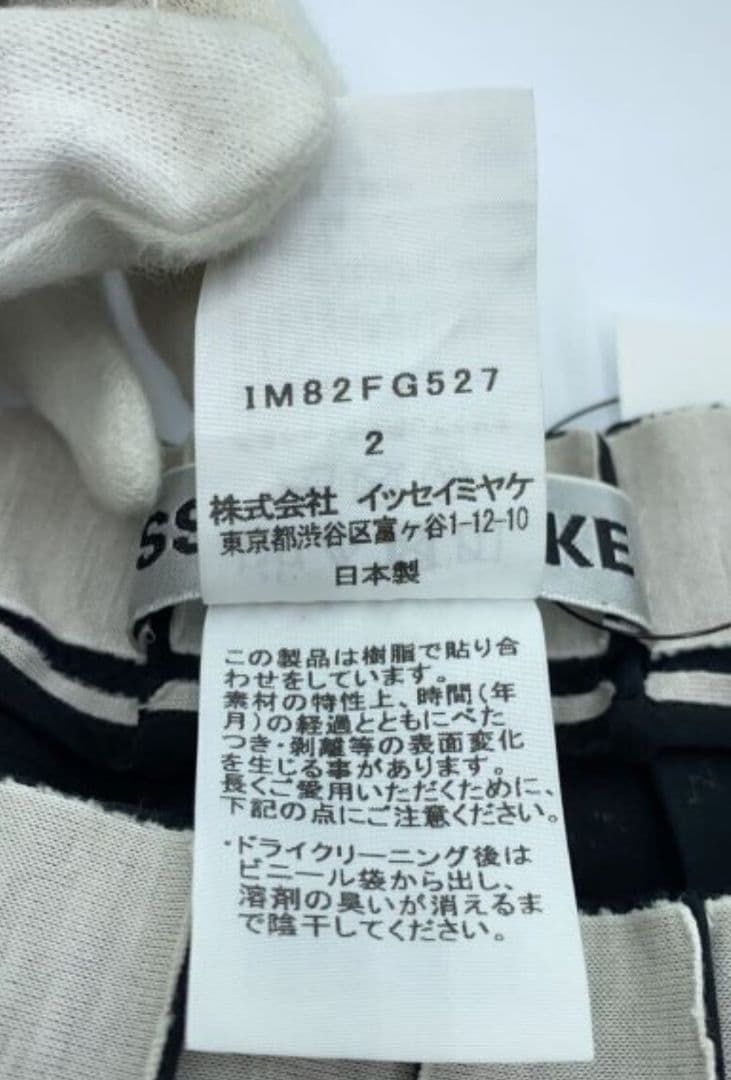 IM82FG527
2
株式会社 イッセイミヤケ
東京都渋谷区富ヶ谷1-12-10
日本製
SS
KE
この製品は樹脂で貼り合
わせをしています。
素材の特性上、時間(年
月)の経過とともにべた
つき・剥離等の表面変化
を生じる事があります。
長くご愛用いただくために、
下記の点にご注意ください。
・ドライクリーニング後は
ビニール袋から出し、
溶剤の臭いが消えるま
で陰干してください。